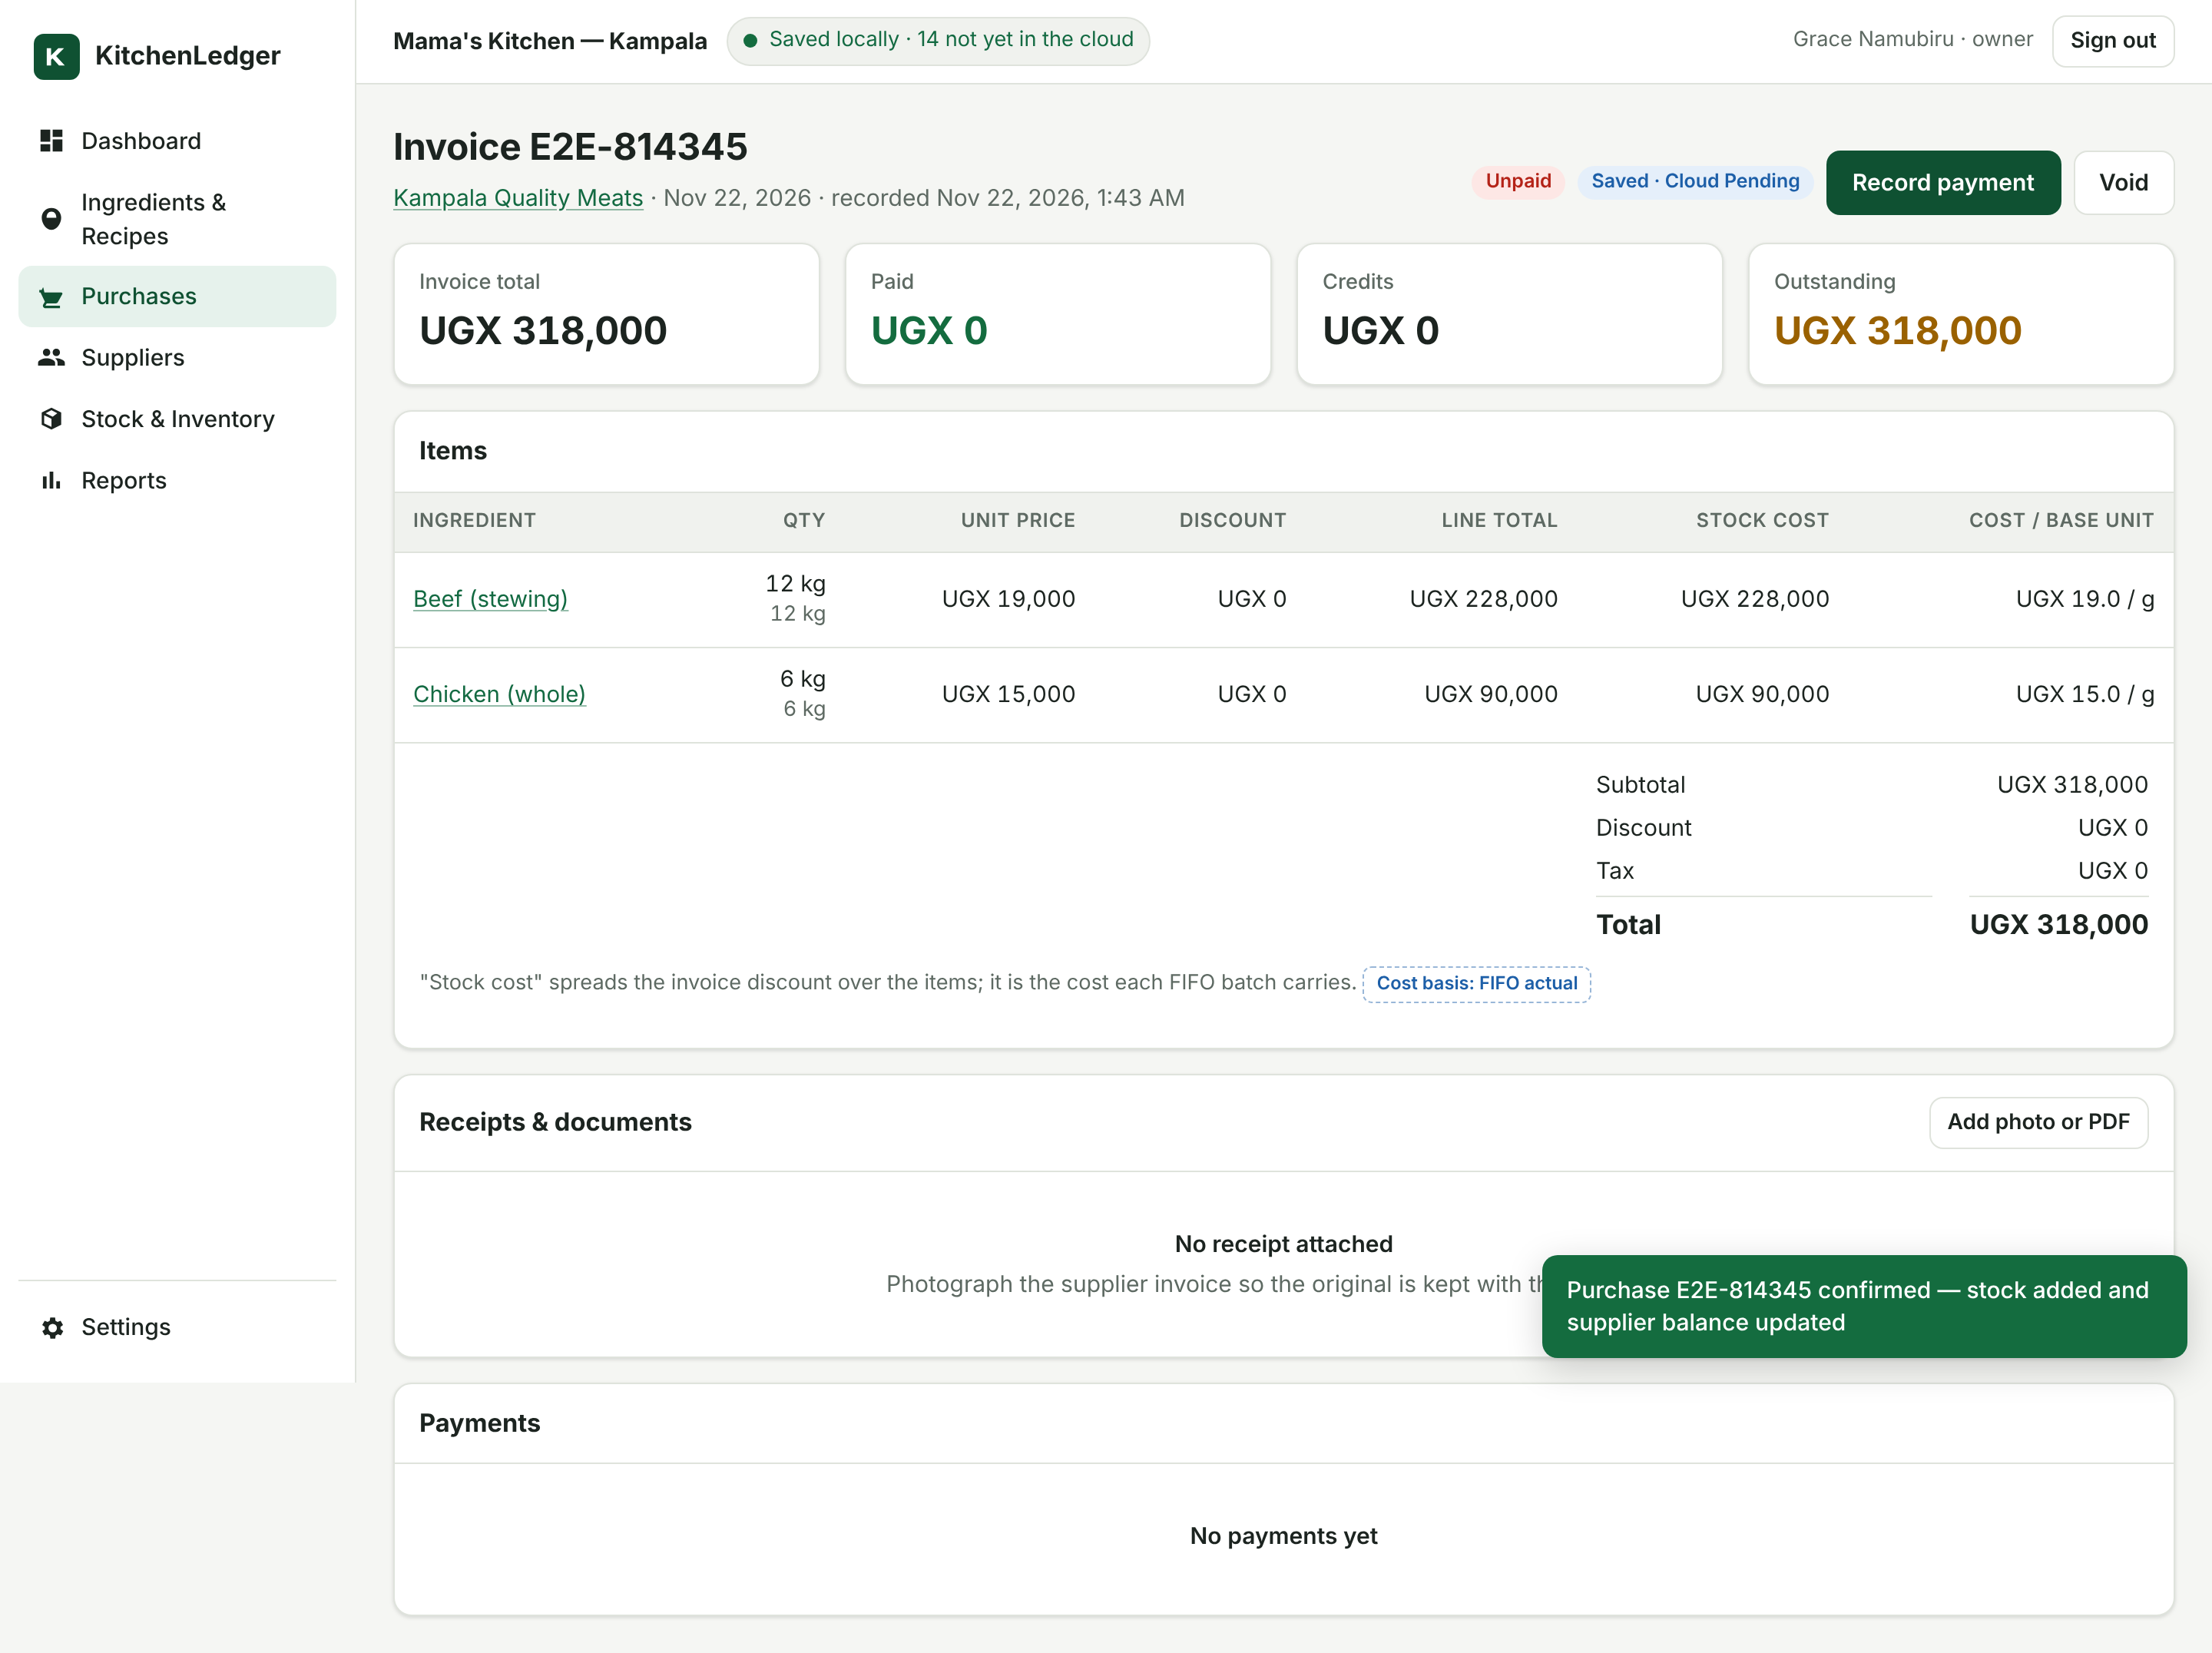 K KitchenLedger
Dashboard
Ingredients &
Recipes
Purchases
Suppliers
Stock & Inventory
Reports
Settings
Mama's Kitchen — Kampala
Saved locally · 14 not yet in the cloud
Grace Namubiru · owner
Sign out
Invoice E2E-814345
Kampala Quality Meats · Nov 22, 2026 · recorded Nov 22, 2026, 1:43 AM
Unpaid
Saved · Cloud Pending
Record payment
Void
Invoice total
UGX 318,000
Paid
UGX 0
Credits
UGX 0
Outstanding
UGX 318,000
Items
INGREDIENT QTY UNIT PRICE DISCOUNT LINE TOTAL STOCK COST COST / BASE UNIT
Beef (stewing) 12 kg UGX 19,000 UGX 0 UGX 228,000 UGX 228,000 UGX 19.0 / g
12 kg
Chicken (whole) 6 kg UGX 15,000 UGX 0 UGX 90,000 UGX 90,000 UGX 15.0 / g
6 kg
Subtotal UGX 318,000
Discount UGX 0
Tax UGX 0
Total UGX 318,000
"Stock cost" spreads the invoice discount over the items; it is the cost each FIFO batch carries. Cost basis: FIFO actual
Receipts & documents
Add photo or PDF
No receipt attached
Photograph the supplier invoice so the original is kept with
Purchase E2E-814345 confirmed — stock added and
supplier balance updated
Payments
No payments yet